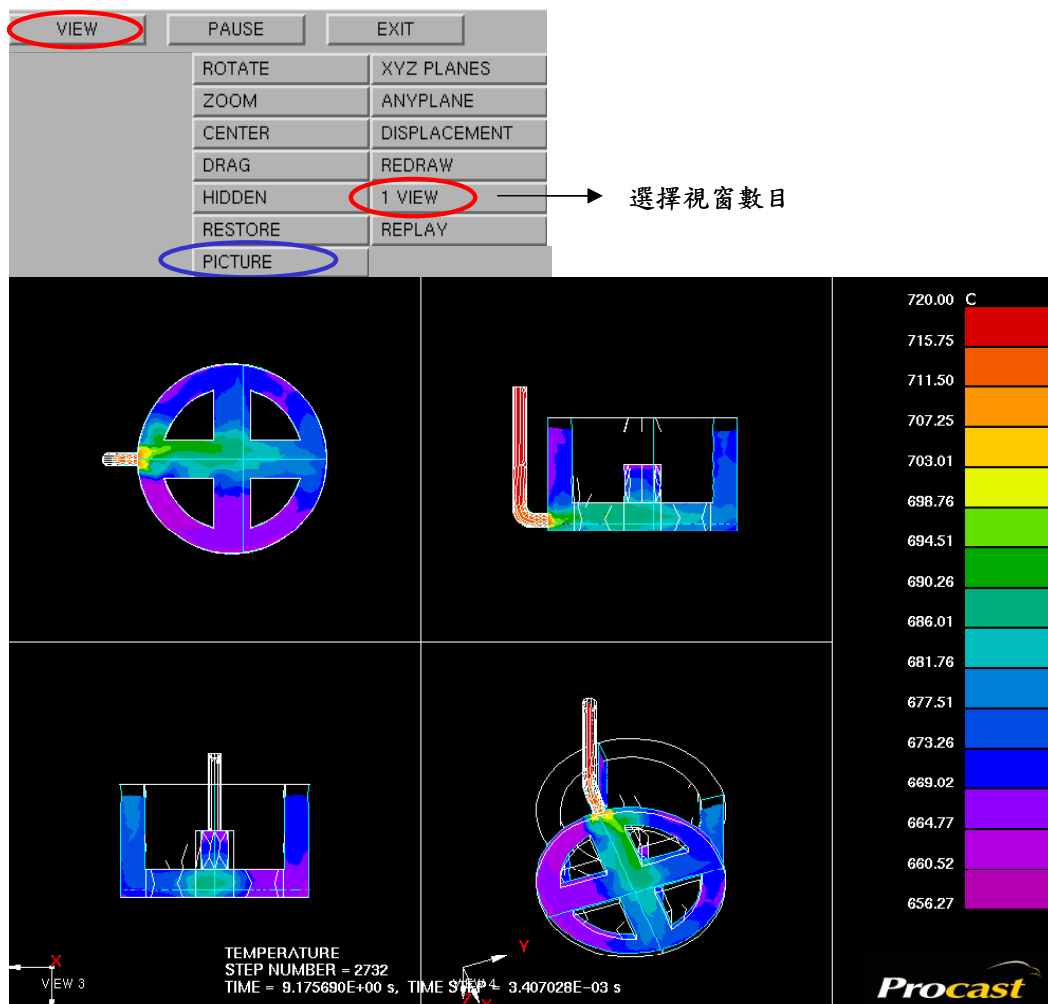 VIEW PAUSE EXIT
ROTATE XYZ PLANES
ZOOM ANYPLANE
CENTER DISPLACEMENT
DRAG REDRAW
HIDDEN 1 VIEW 選擇視窗數目
RESTORE REPLAY
PICTURE
720.00 C
715.75
711.50
707.25
703.01
698.76
694.51
690.26
686.01
681.76
677.51
673.26
669.02
664.77
660.52
656.27
TEMPERATURE
STEP NUMBER = 2732
TIME = 9.175690E+00 s, TIME STEP = 3.407028E-03 s
X
VIEW 3
Y
VIEW 4
Z
X
Procast